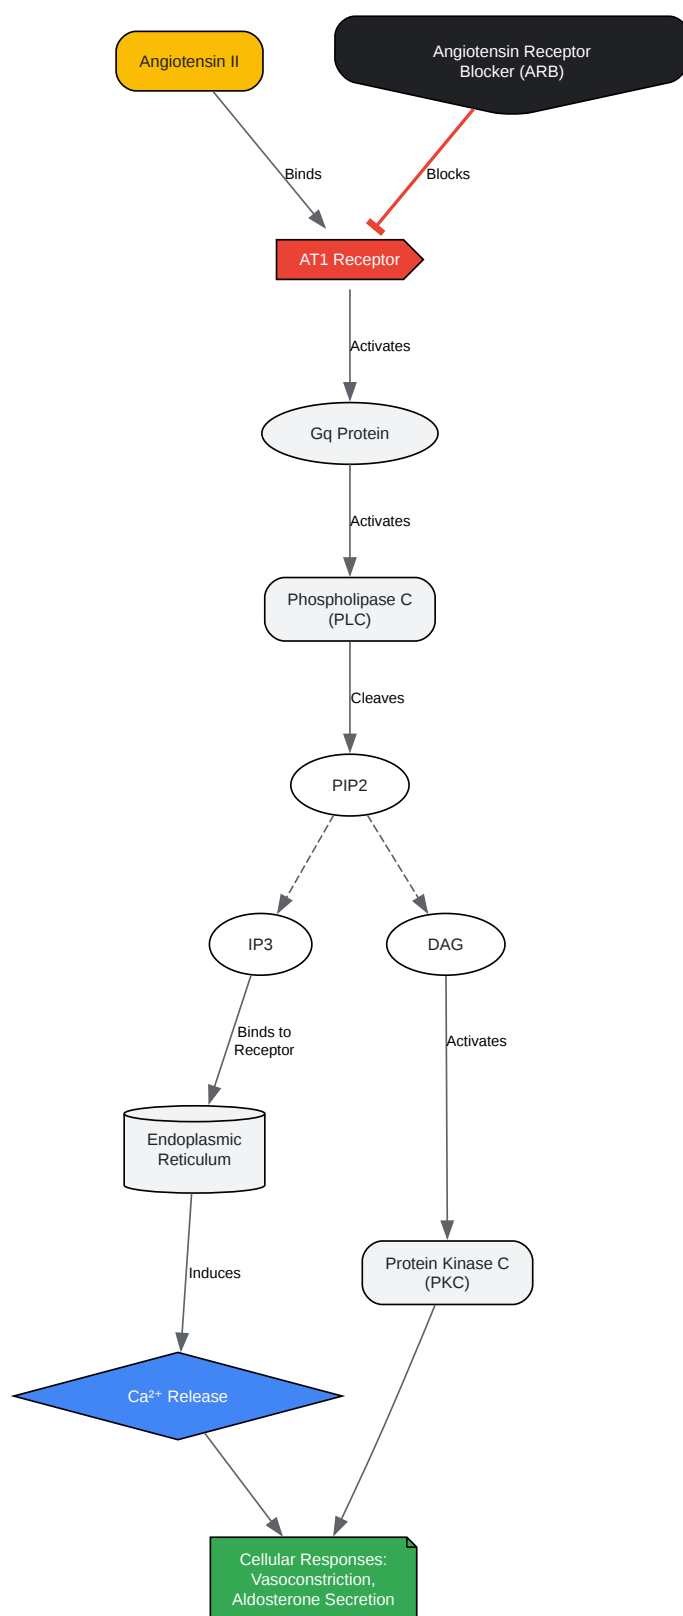 Angiotensin II
Angiotensin Receptor
Blocker (ARB)
Binds
Blocks
AT1 Receptor
Activates
Gq Protein
Activates
Phospholipase C
(PLC)
Cleaves
PIP2
IP3
DAG
Binds to
Receptor
Activates
Endoplasmic
Reticulum
Protein Kinase C
(PKC)
Induces
Ca²⁺ Release
Cellular Responses:
Vasoconstriction,
Aldosterone Secretion